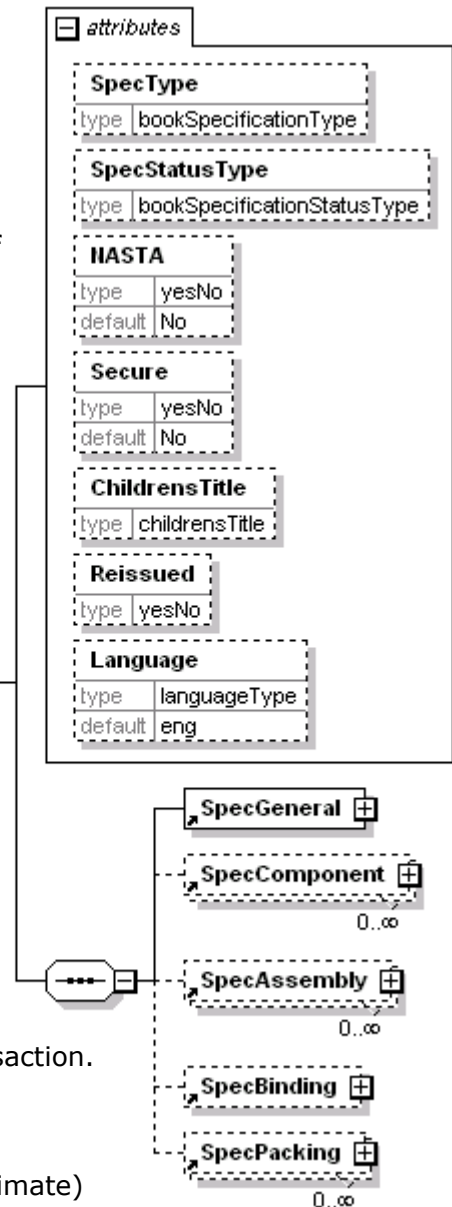 attributes
SpecType
type bookSpecificationType
SpecStatusType
type bookSpecificationStatusType
NASTA
type yesNo
default No
Secure
type yesNo
default No
ChildrensTitle
type childrensTitle
Reissued
type yesNo
Language
type languageType
default eng
SpecGeneral
SpecComponent
0..∞
SpecAssembly
0..∞
saction.
SpecBinding
SpecPacking
imate)
0..∞